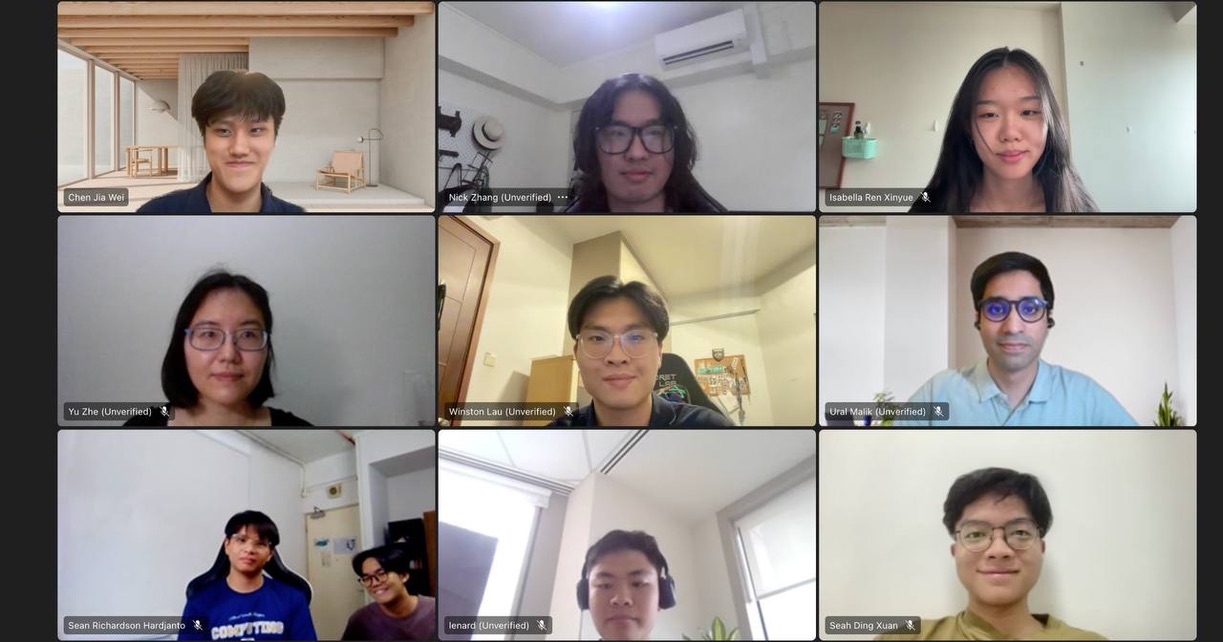 Chen Jia Wei
Nick Zhang (Unverified) ...
Isabella Ren Xinyue
Yu Zhe (Unverified)
Winston Lau (Unverified)
Ural Malik (Unverified)
COMPUTING
Sean Richardson Hardjanto
lenard (Unverified)
Seah Ding Xuan